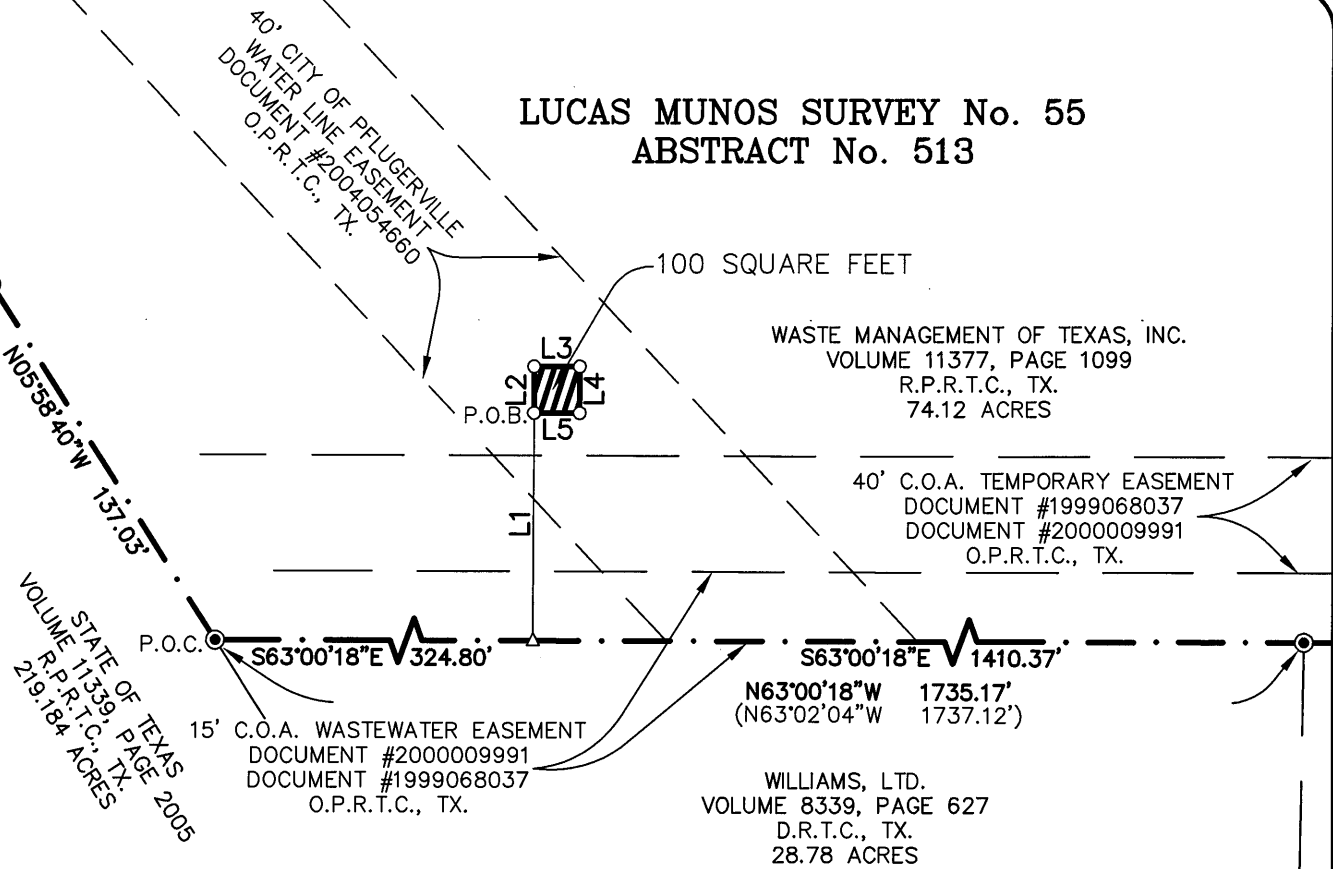 40' CITY OF PFLUGERVILLE
WATER LINE EASEMENT
DOCUMENT #2004054660
O.P.R.T.C., TX.
LUCAS MUNOS SURVEY No. 55
ABSTRACT No. 513
100 SQUARE FEET
WASTE MANAGEMENT OF TEXAS, INC.
VOLUME 11377, PAGE 1099
R.P.R.T.C., TX.
74.12 ACRES
L3
L2
L4
P.O.B.
L5
L1
N05°58'40"W 137.03'
40' C.O.A. TEMPORARY EASEMENT
DOCUMENT #1999068037
DOCUMENT #2000009991
O.P.R.T.C., TX.
P.O.C.
S63°00'18"E 324.80'
S63°00'18"E 1410.37'
N63°00'18"W 1735.17'
(N63°02'04"W 1737.12')
STATE OF TEXAS
VOLUME 11339, PAGE 2005
R.P.R.T.C., TX.
219.184 ACRES
15' C.O.A. WASTEWATER EASEMENT
DOCUMENT #2000009991
DOCUMENT #1999068037
O.P.R.T.C., TX.
WILLIAMS, LTD.
VOLUME 8339, PAGE 627
D.R.T.C., TX.
28.78 ACRES